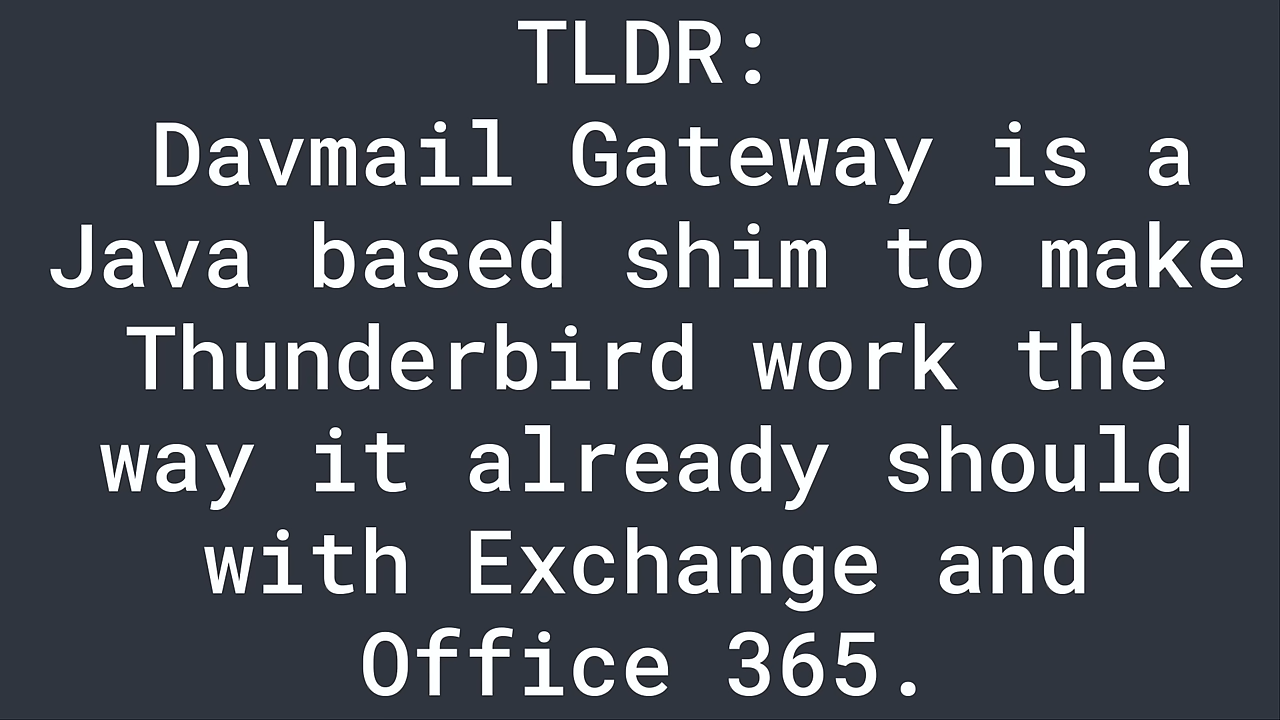 TLDR:
Davmail Gateway is a
Java based shim to make
Thunderbird work the
way it already should
with Exchange and
Office 365.